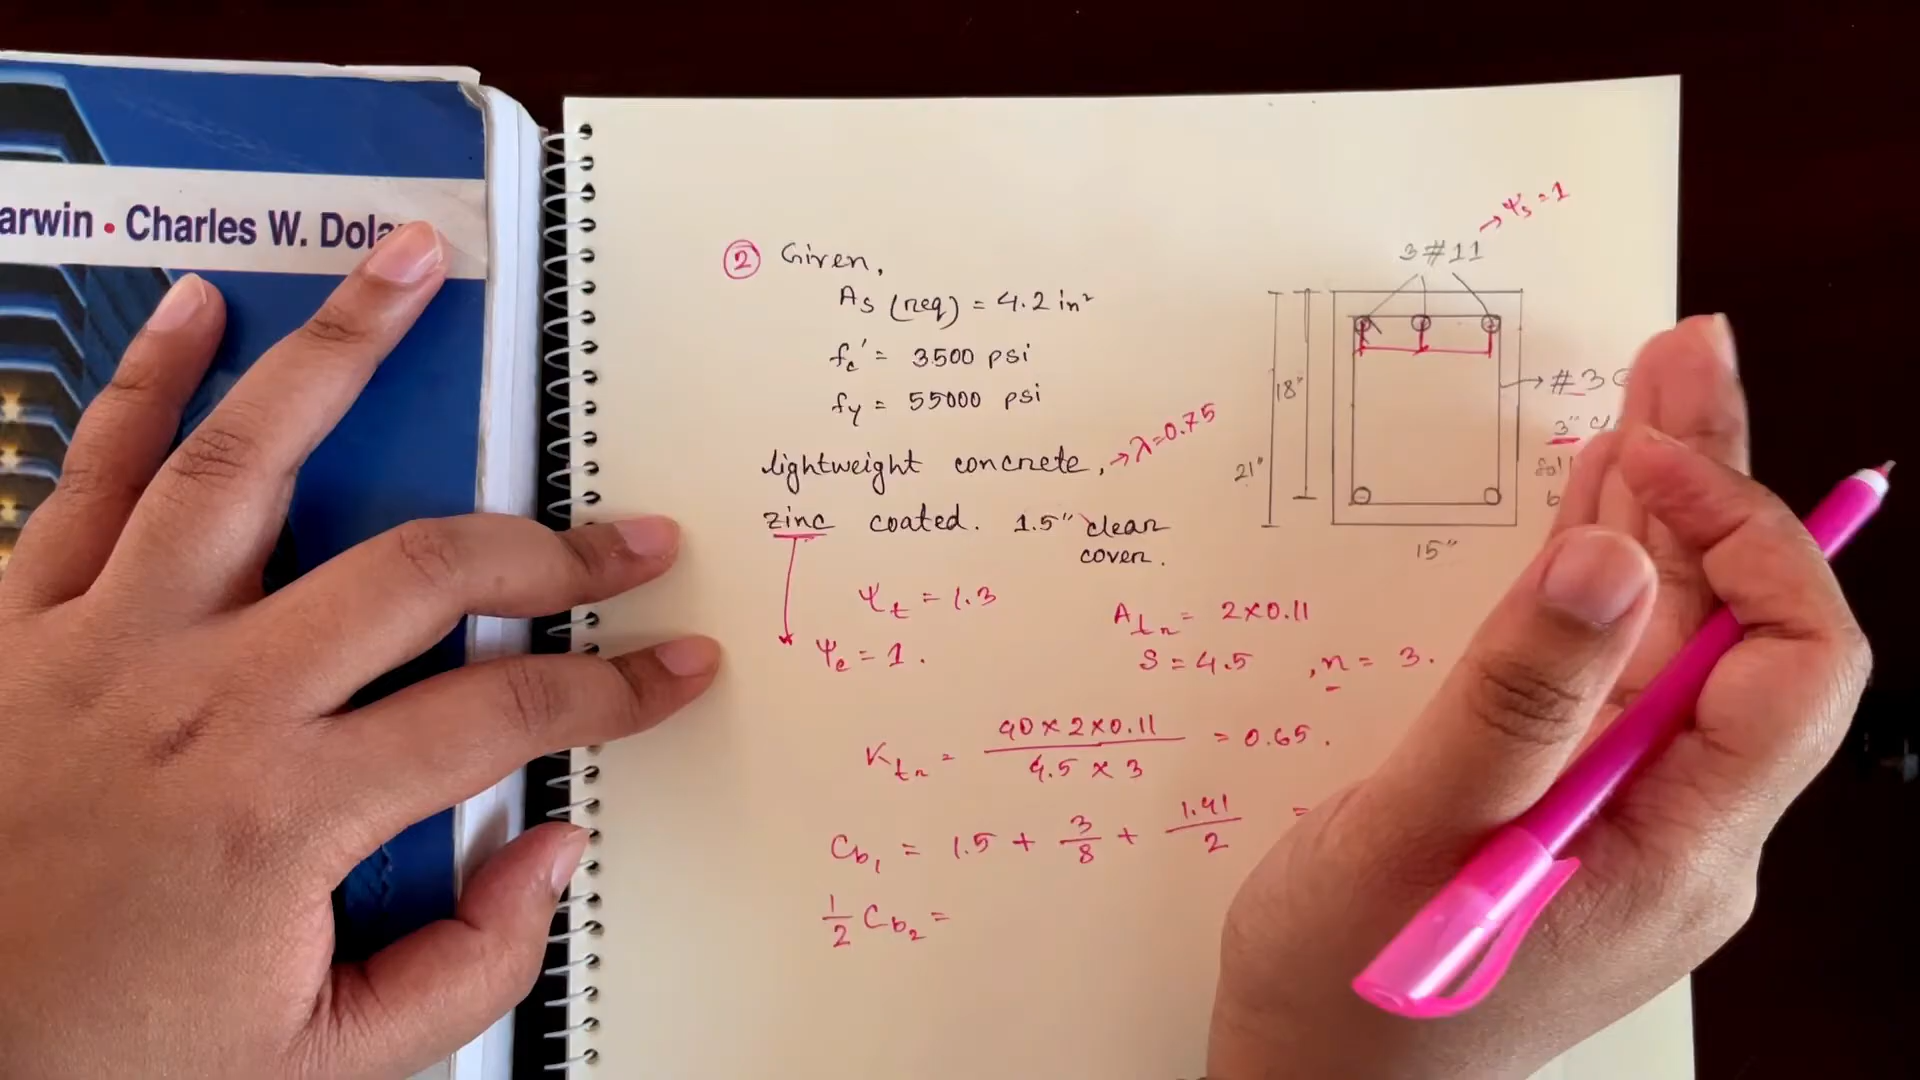 arwin • Charles W. Dola
② Given,
As (req) = 4.2 in²
fc' = 3500 psi
fy = 55000 psi
lightweight concrete, → λ=0.75
zinc coated. 1.5" clear
cover.
Ψt = 1.3
Ψe = 1.
→ Ψs = 1
3#11
18"
21"
15"
→ #3
3"
Atr = 2×0.11
S = 4.5 , n = 3.
Ktr = 40×2×0.11 / 4.5 × 3 = 0.65.
Cb1 = 1.5 + 3/8 + 1.41/2 =
1/2 Cb2 =